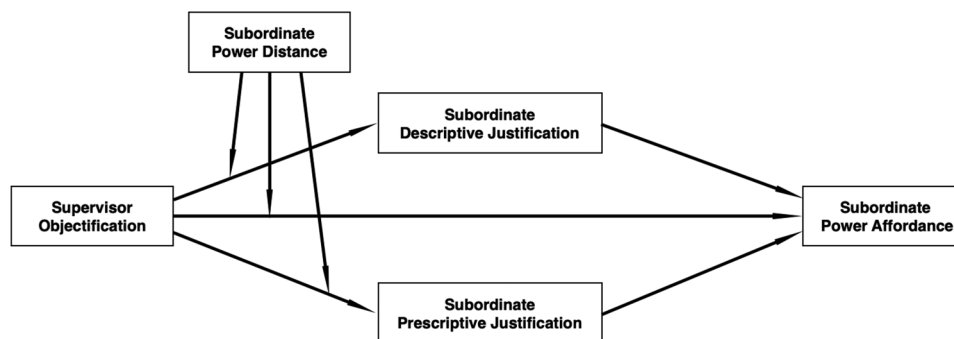 Subordinate
Power Distance
Subordinate
Descriptive Justification
Supervisor
Objectification
Subordinate
Power Affordance
Subordinate
Prescriptive Justification